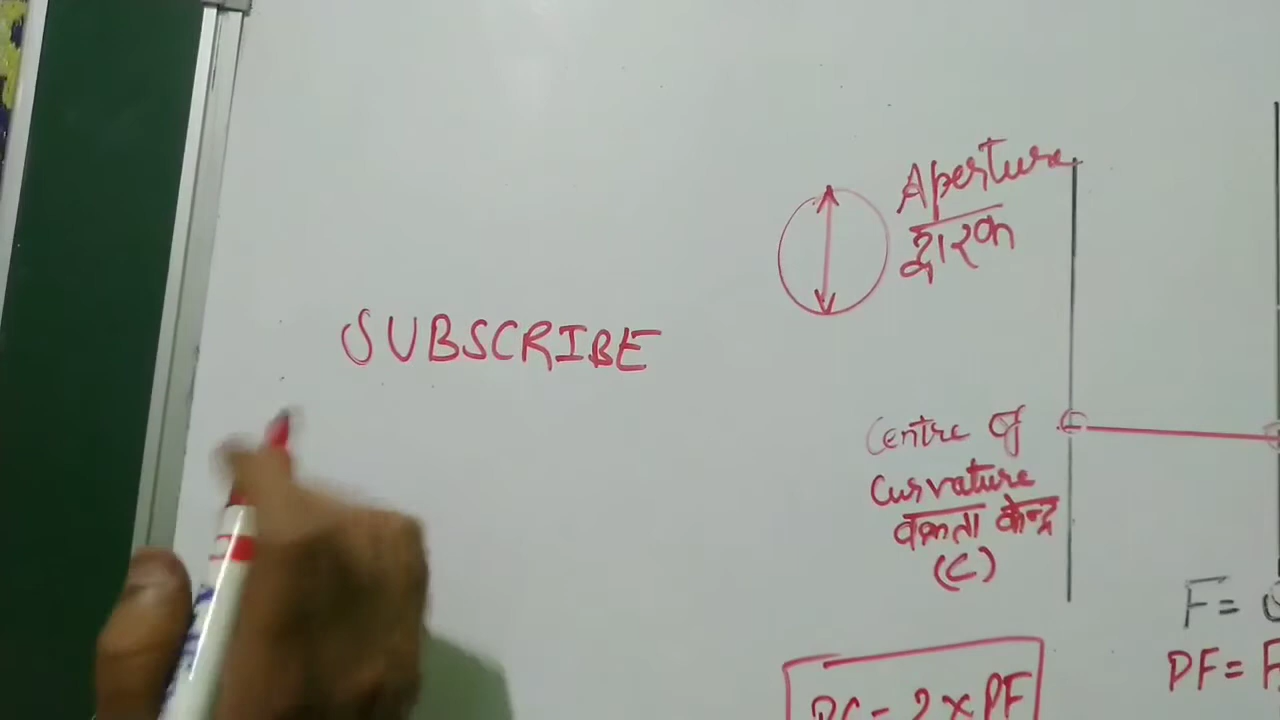 SUBSCRIBE
Aperture
द्वारक
Centre of
Curvature
वक्रता केन्द्र
(C)
F=
PF=
PC = 2 x PF